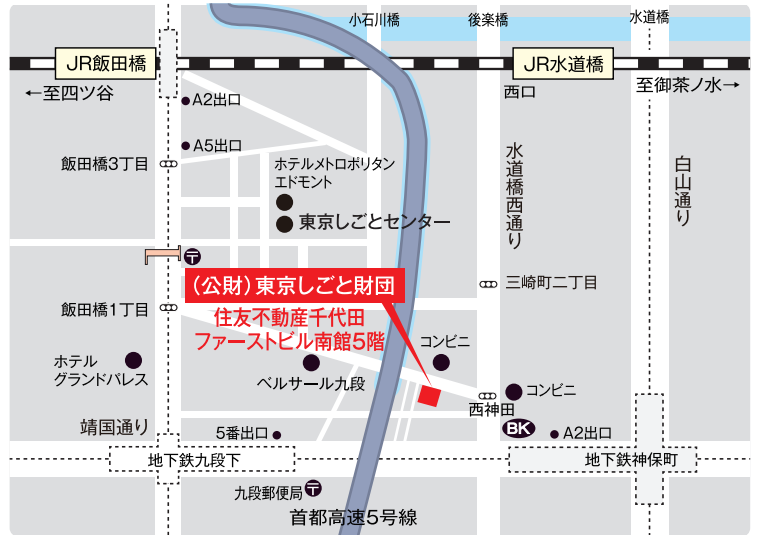 小石川橋
後楽橋
水道橋
JR飯田橋
JR水道橋
←至四ツ谷
西口
至御茶ノ水→
A2出口
A5出口
飯田橋3丁目
ホテルメトロポリタン
エドモント
東京しごとセンター
水道橋西通り
白山通り
〒
(公財)東京しごと財団
三崎町二丁目
飯田橋1丁目
住友不動産千代田
ファーストビル南館5階
コンビニ
ホテル
グランドパレス
ベルサール九段
コンビニ
西神田
靖国通り
5番出口
BK
A2出口
地下鉄九段下
地下鉄神保町
九段郵便局
〒
首都高速5号線